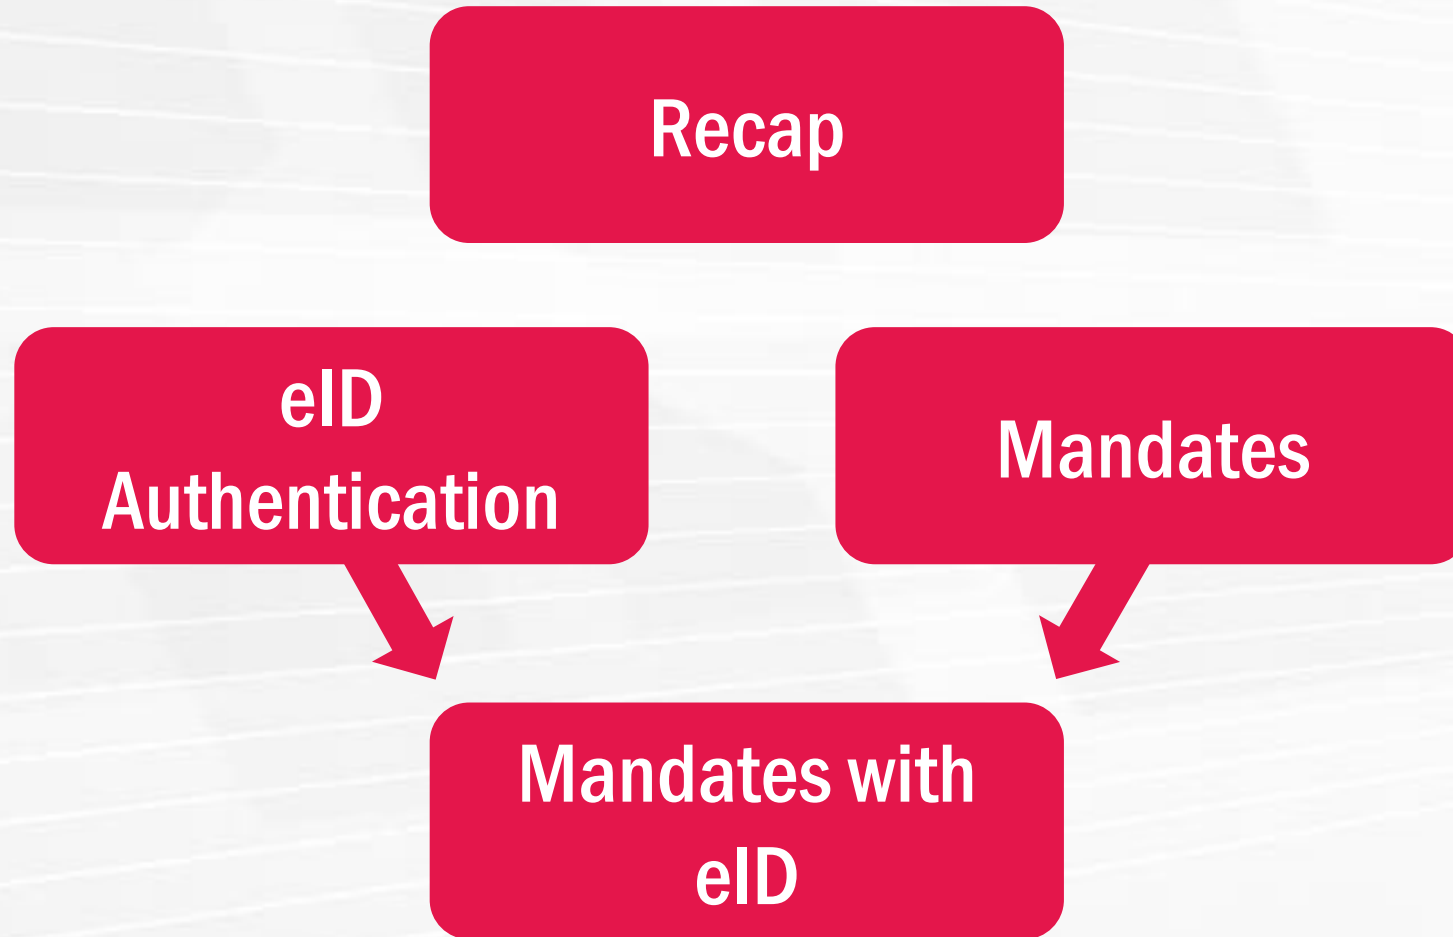 Recap
eID
Authentication
Mandates
Mandates with
eID